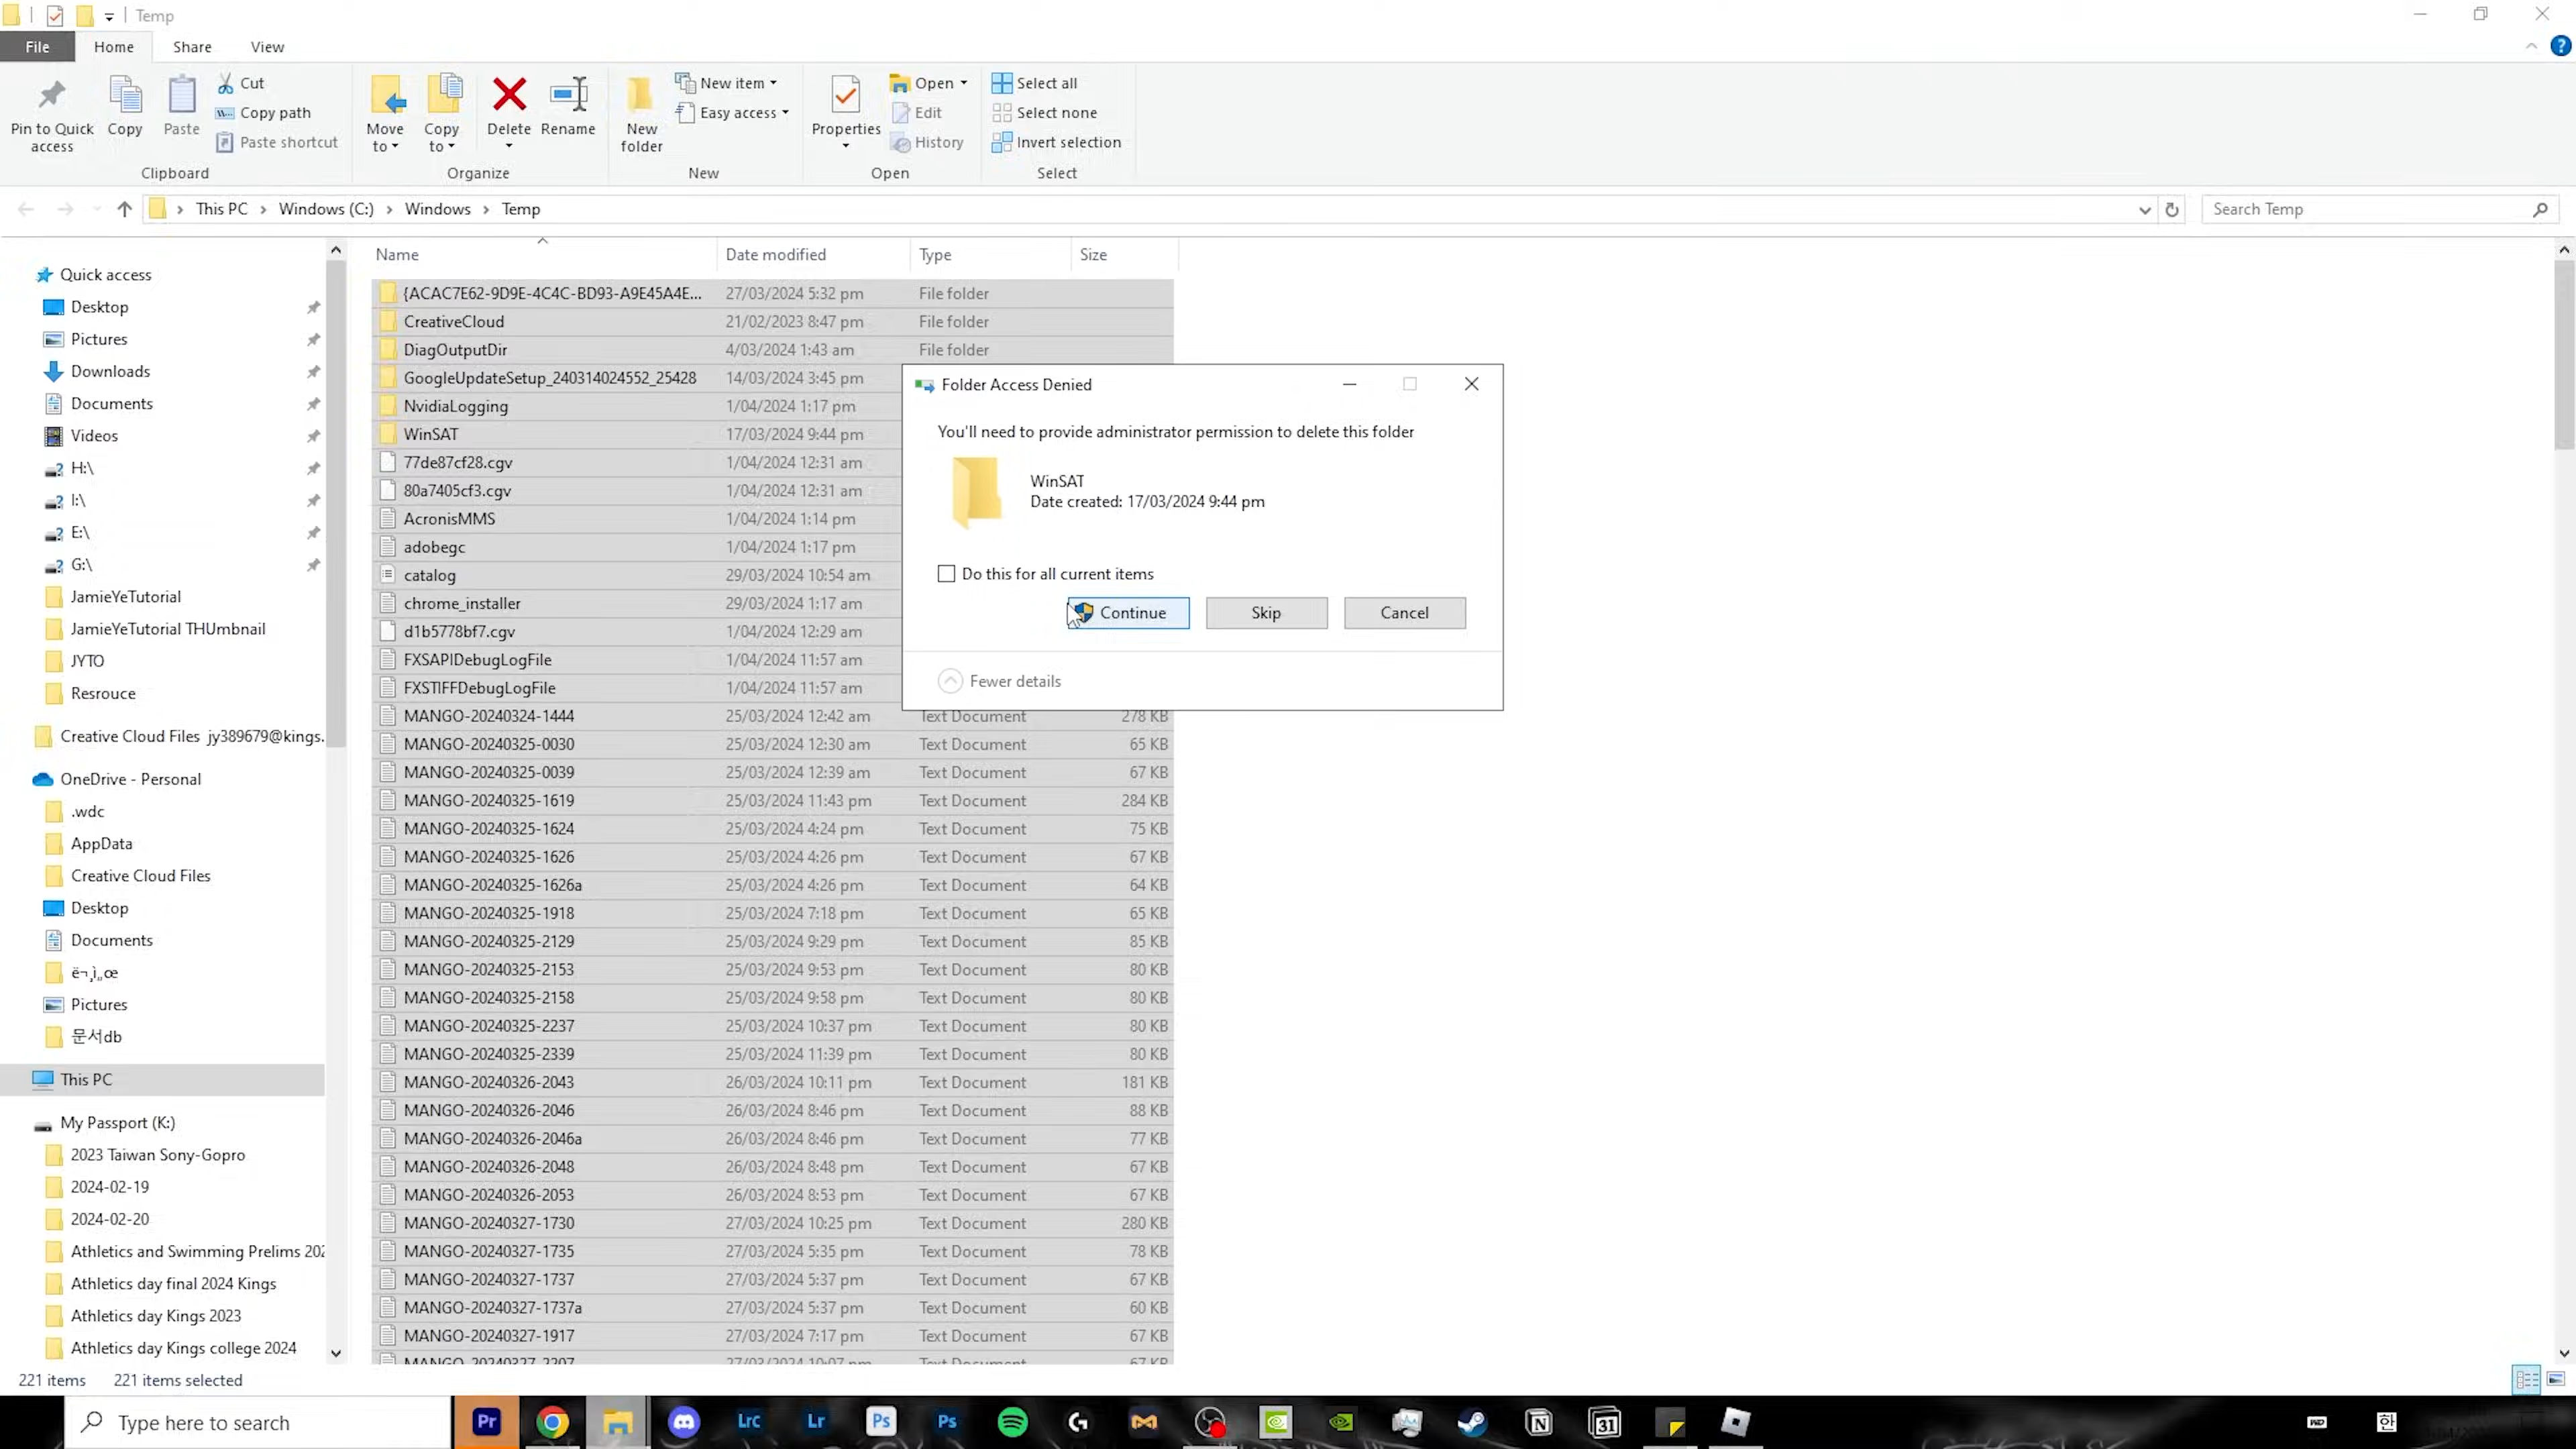 Temp
File Home Share View
Pin to Quick access
Copy
Paste
Cut
Copy path
Paste shortcut
Clipboard
Move to
Copy to
Delete
Rename
Organize
New folder
New item
Easy access
New
Properties
Open
Edit
History
Open
Select all
Select none
Invert selection
Select
This PC > Windows (C:) > Windows > Temp
Search Temp
Quick access
Desktop
Pictures
Downloads
Documents
Videos
H:\
I:\
E:\
G:\
JamieYeTutorial
JamieYeTutorial THUmbnail
JYTO
Resrouce
Creative Cloud Files jy389679@kings.
OneDrive - Personal
.wdc
AppData
Creative Cloud Files
Desktop
Documents
ë¬¸ì„œ
Pictures
문서db
This PC
My Passport (K:)
2023 Taiwan Sony-Gopro
2024-02-19
2024-02-20
Athletics and Swimming Prelims 202
Athletics day final 2024 Kings
Athletics day Kings 2023
Athletics day Kings college 2024
Name Date modified Type Size
{ACAC7E62-9D9E-4C4C-BD93-A9E45A4E... 27/03/2024 5:32 pm File folder
CreativeCloud 21/02/2023 8:47 pm File folder
DiagOutputDir 4/03/2024 1:43 am File folder
GoogleUpdateSetup_240314024552_25428 14/03/2024 3:45 pm
NvidiaLogging 1/04/2024 1:17 pm
WinSAT 17/03/2024 9:44 pm
77de87cf28.cgv 1/04/2024 12:31 am
80a7405cf3.cgv 1/04/2024 12:31 am
AcronisMMS 1/04/2024 1:14 pm
adobegc 1/04/2024 1:17 pm
catalog 29/03/2024 10:54 am
chrome_installer 29/03/2024 1:17 am
d1b5778bf7.cgv 1/04/2024 12:29 am
FXSAPIDebugLogFile 1/04/2024 11:57 am
FXSTIFFDebugLogFile 1/04/2024 11:57 am
MANGO-20240324-1444 25/03/2024 12:42 am Text Document 278 KB
MANGO-20240325-0030 25/03/2024 12:30 am Text Document 65 KB
MANGO-20240325-0039 25/03/2024 12:39 am Text Document 67 KB
MANGO-20240325-1619 25/03/2024 11:43 pm Text Document 284 KB
MANGO-20240325-1624 25/03/2024 4:24 pm Text Document 75 KB
MANGO-20240325-1626 25/03/2024 4:26 pm Text Document 67 KB
MANGO-20240325-1626a 25/03/2024 4:26 pm Text Document 64 KB
MANGO-20240325-1918 25/03/2024 7:18 pm Text Document 65 KB
MANGO-20240325-2129 25/03/2024 9:29 pm Text Document 85 KB
MANGO-20240325-2153 25/03/2024 9:53 pm Text Document 80 KB
MANGO-20240325-2158 25/03/2024 9:58 pm Text Document 80 KB
MANGO-20240325-2237 25/03/2024 10:37 pm Text Document 80 KB
MANGO-20240325-2339 25/03/2024 11:39 pm Text Document 80 KB
MANGO-20240326-2043 26/03/2024 10:11 pm Text Document 181 KB
MANGO-20240326-2046 26/03/2024 8:46 pm Text Document 88 KB
MANGO-20240326-2046a 26/03/2024 8:46 pm Text Document 77 KB
MANGO-20240326-2048 26/03/2024 8:48 pm Text Document 67 KB
MANGO-20240326-2053 26/03/2024 8:53 pm Text Document 67 KB
MANGO-20240327-1730 27/03/2024 10:25 pm Text Document 280 KB
MANGO-20240327-1735 27/03/2024 5:35 pm Text Document 78 KB
MANGO-20240327-1737 27/03/2024 5:37 pm Text Document 67 KB
MANGO-20240327-1737a 27/03/2024 5:37 pm Text Document 60 KB
MANGO-20240327-1917 27/03/2024 7:17 pm Text Document 67 KB
MANGO-20240327-2207 27/03/2024 10:07 pm Text Document 67 KB
Folder Access Denied
You'll need to provide administrator permission to delete this folder
WinSAT
Date created: 17/03/2024 9:44 pm
Do this for all current items
Continue Skip Cancel
Fewer details
221 items 221 items selected
Type here to search
Pr
Lrc
Lr
Ps
Ps
31
한